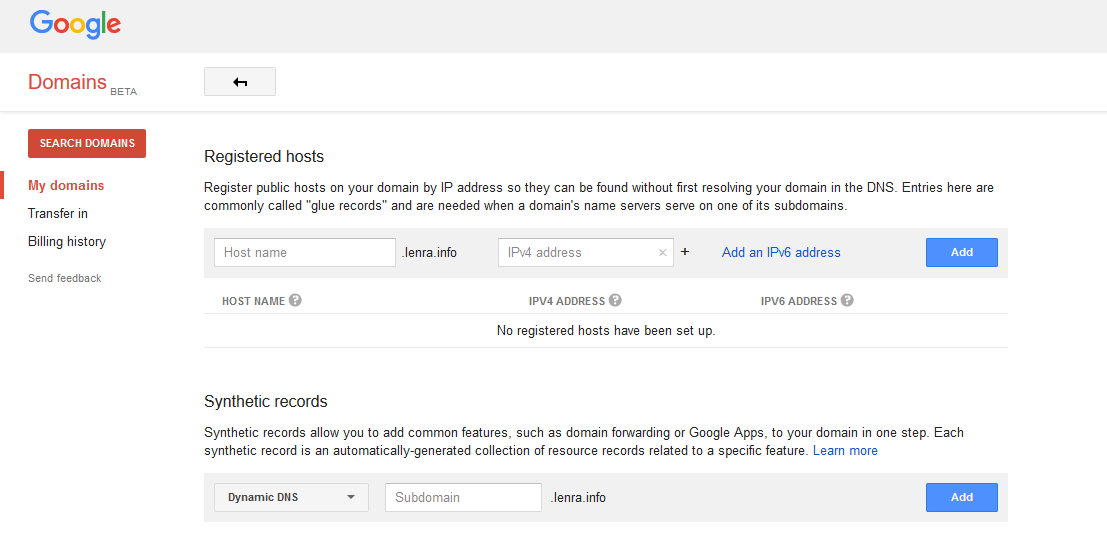 Google
Domains BETA
SEARCH DOMAINS
My domains
Transfer in
Billing history
Send feedback
Registered hosts
Register public hosts on your domain by IP address so they can be found without first resolving your domain in the DNS. Entries here are
commonly called "glue records" and are needed when a domain's name servers serve on one of its subdomains.
Host name .lenra.info IPv4 address × + Add an IPv6 address Add
HOST NAME ? IPV4 ADDRESS ? IPV6 ADDRESS ?
No registered hosts have been set up.
Synthetic records
Synthetic records allow you to add common features, such as domain forwarding or Google Apps, to your domain in one step. Each
synthetic record is an automatically-generated collection of resource records related to a specific feature. Learn more
Dynamic DNS Subdomain .lenra.info Add